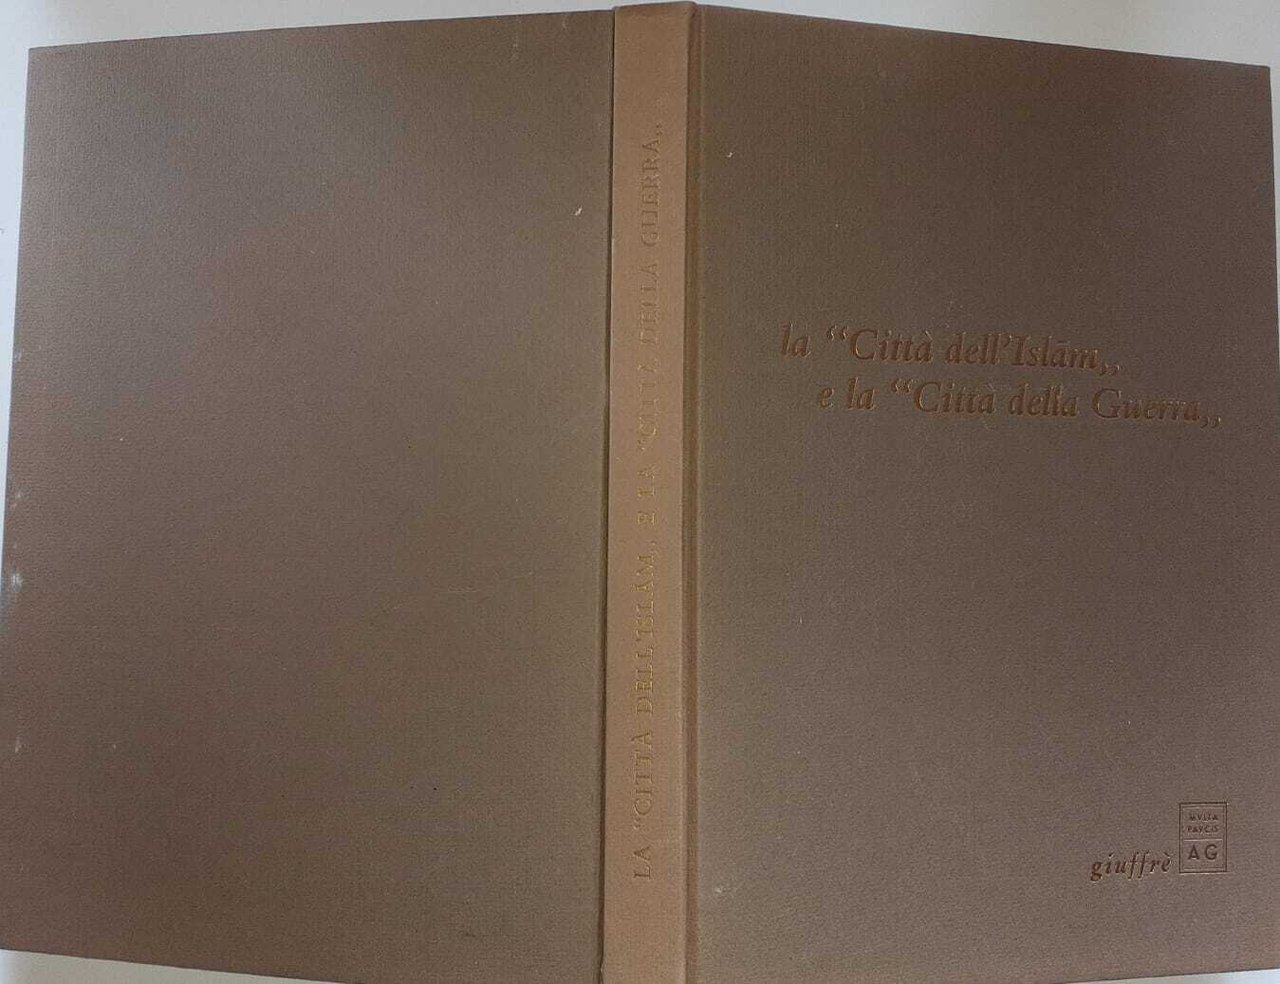 LA “CITTÀ DELL'ISLĀM„ E LA “CITTÀ DELLA GUERRA„
la “Città dell'Islām„
e la “Città della Guerra„
giuffrè
MVLTA
PAVCIS
AG